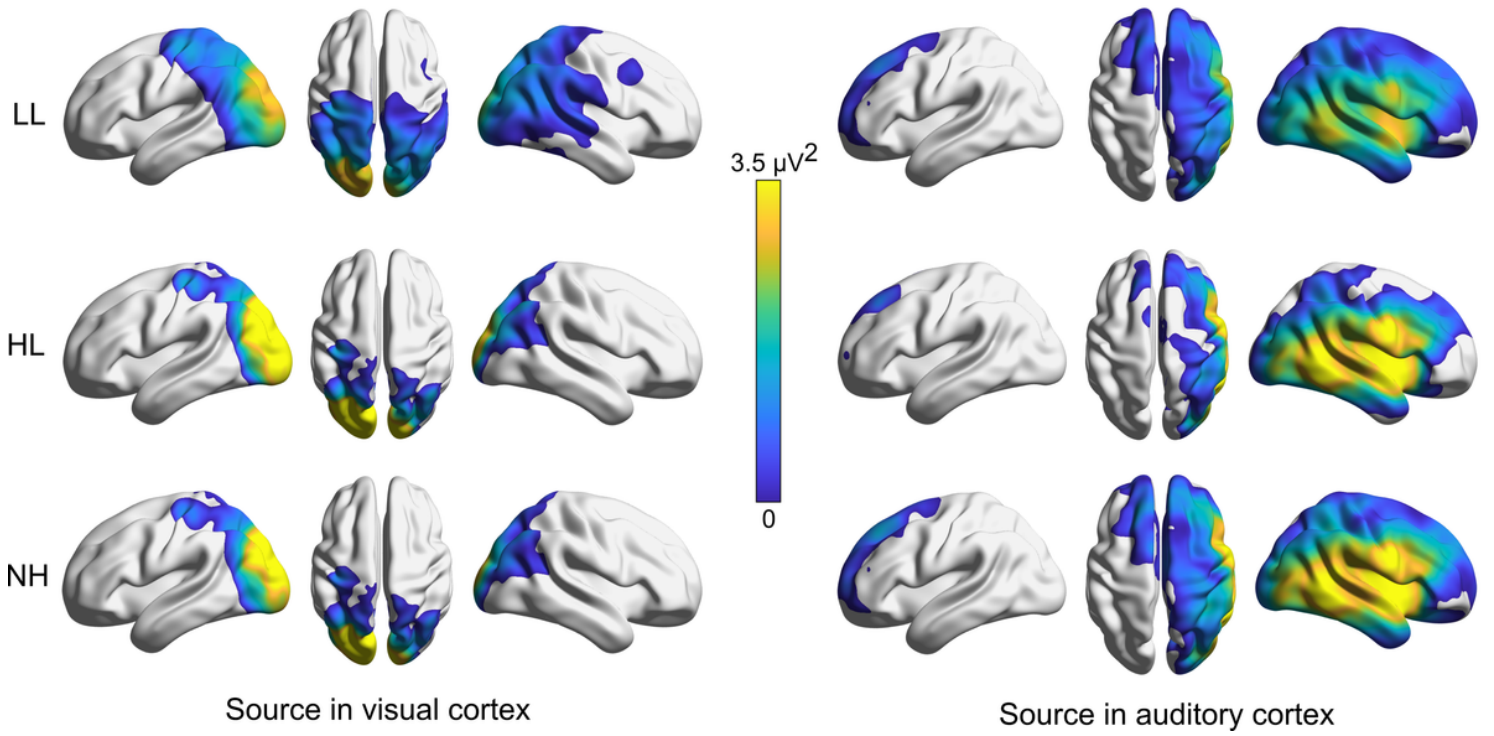 LL
3.5 µV²
HL
0
NH
Source in visual cortex
Source in auditory cortex